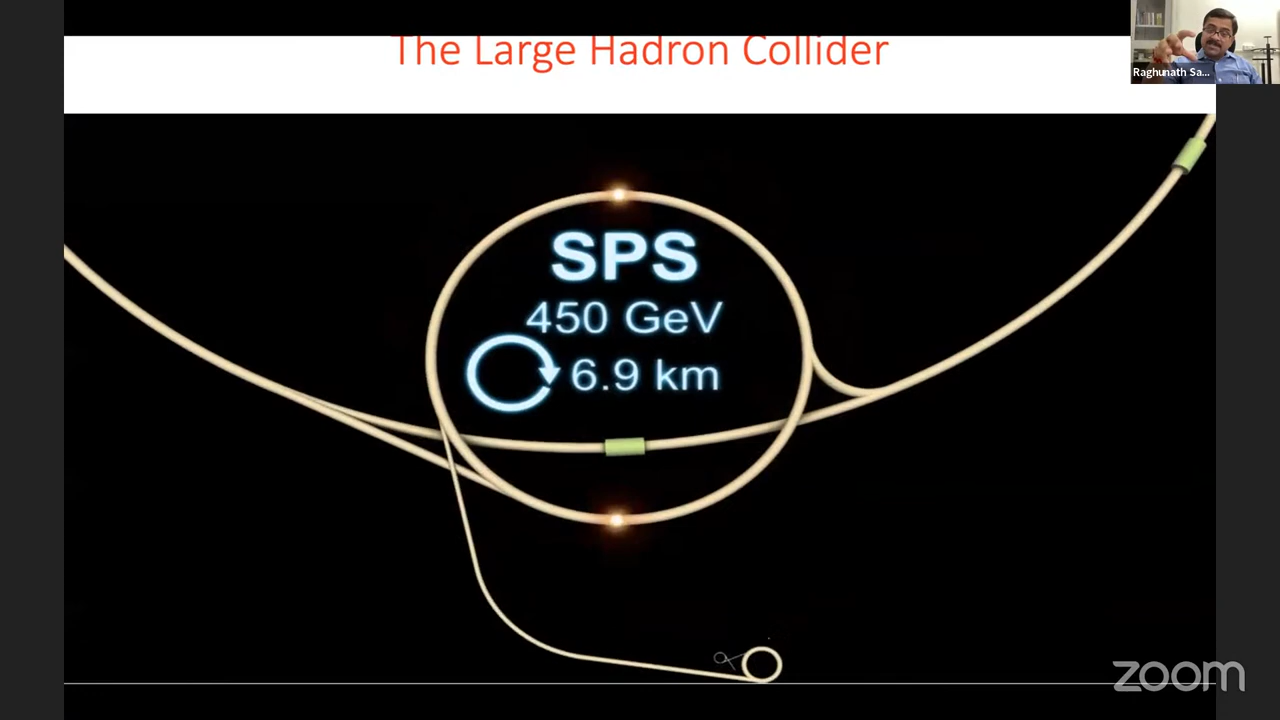 The Large Hadron Collider
Raghunath Sa...
SPS
450 GeV
6.9 km
zoom